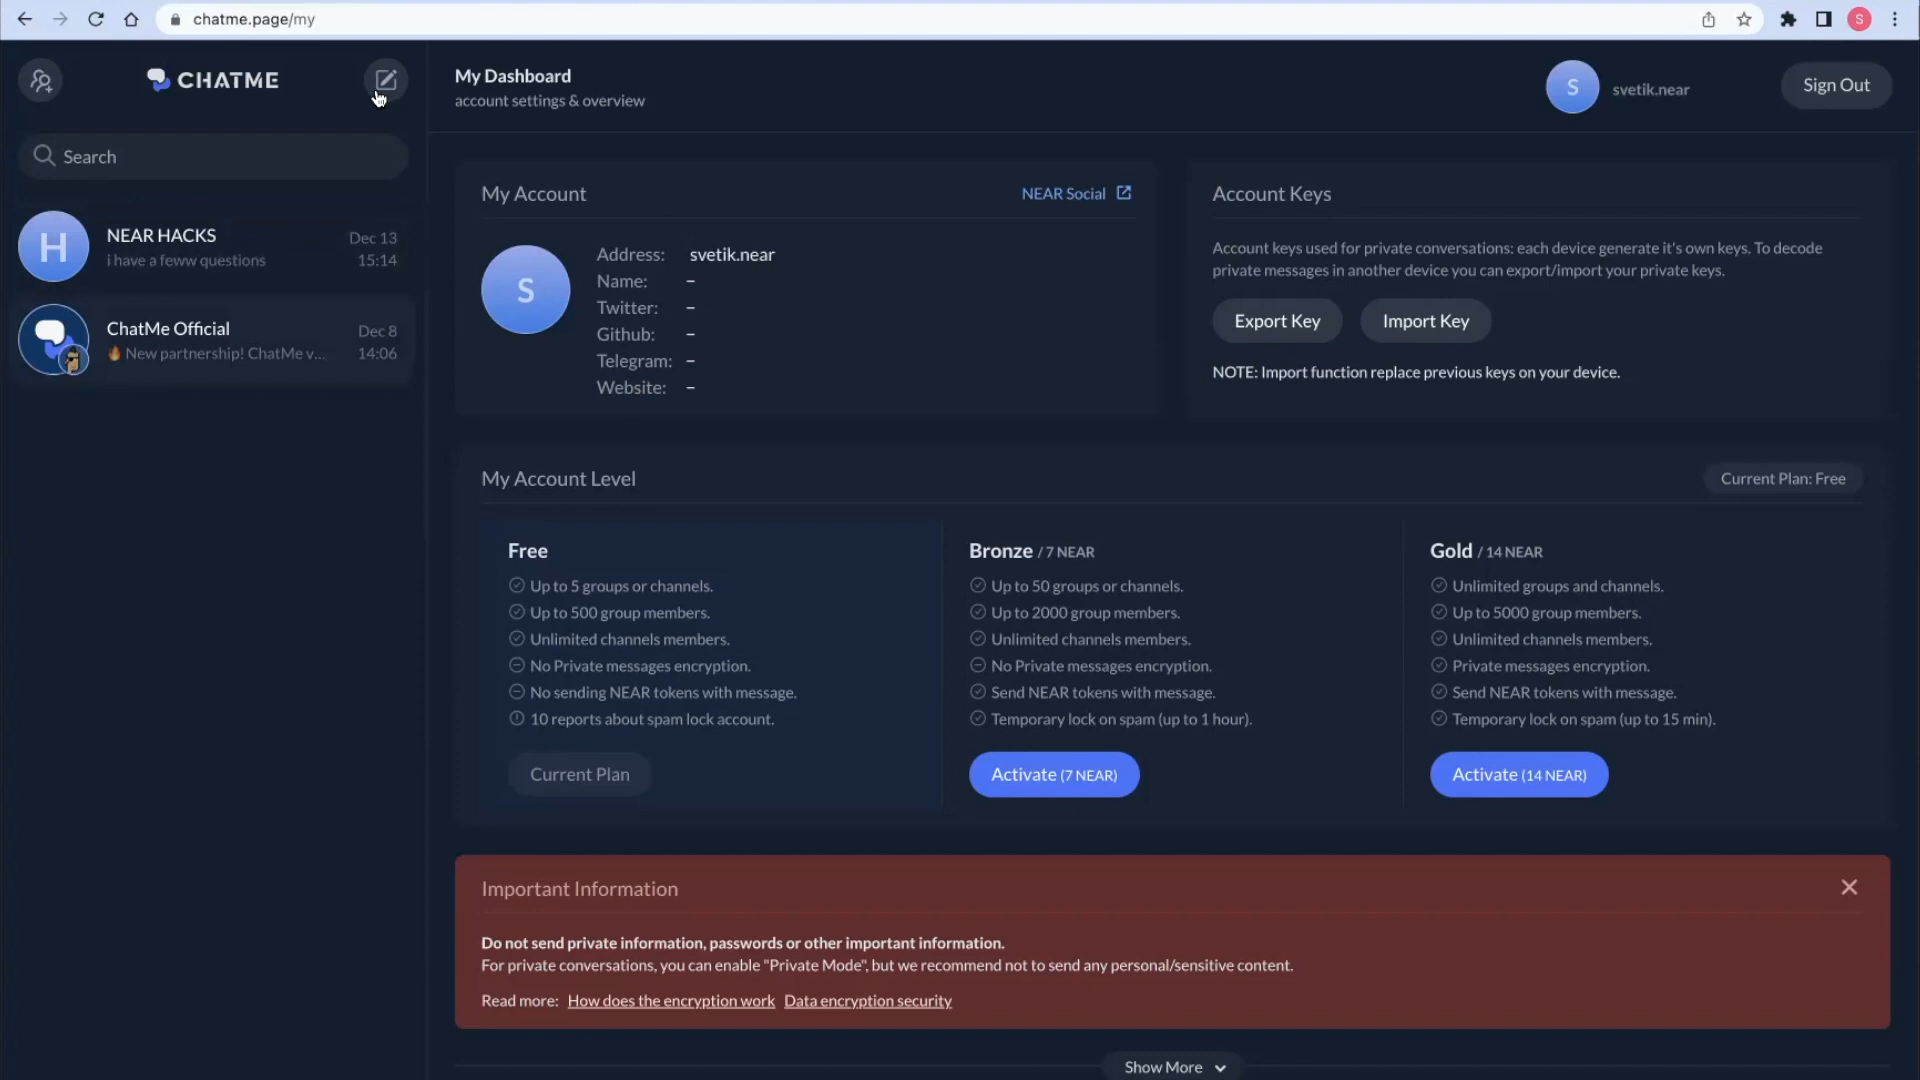 chatme.page/my
S
CHATME
Search
H
NEAR HACKS
Dec 13
i have a feww questions
15:14
ChatMe Official
Dec 8
🔥 New partnership! ChatMe v...
14:06
My Dashboard
account settings & overview
S
svetik.near
Sign Out
My Account
NEAR Social
S
Address: svetik.near
Name: –
Twitter: –
Github: –
Telegram: –
Website: –
Account Keys
Account keys used for private conversations: each device generate it's own keys. To decode
private messages in another device you can export/import your private keys.
Export Key
Import Key
NOTE: Import function replace previous keys on your device.
My Account Level
Current Plan: Free
Free
Up to 5 groups or channels.
Up to 500 group members.
Unlimited channels members.
No Private messages encryption.
No sending NEAR tokens with message.
10 reports about spam lock account.
Current Plan
Bronze / 7 NEAR
Up to 50 groups or channels.
Up to 2000 group members.
Unlimited channels members.
No Private messages encryption.
Send NEAR tokens with message.
Temporary lock on spam (up to 1 hour).
Activate (7 NEAR)
Gold / 14 NEAR
Unlimited groups and channels.
Up to 5000 group members.
Unlimited channels members.
Private messages encryption.
Send NEAR tokens with message.
Temporary lock on spam (up to 15 min).
Activate (14 NEAR)
Important Information
Do not send private information, passwords or other important information.
For private conversations, you can enable "Private Mode", but we recommend not to send any personal/sensitive content.
Read more: How does the encryption work Data encryption security
Show More